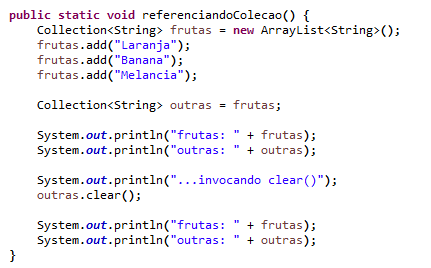 public static void referenciandoColecao() {
    Collection<String> frutas = new ArrayList<String>();
    frutas.add("Laranja");
    frutas.add("Banana");
    frutas.add("Melancia");

    Collection<String> outras = frutas;

    System.out.println("frutas: " + frutas);
    System.out.println("outras: " + outras);

    System.out.println("...invocando clear()");
    outras.clear();

    System.out.println("frutas: " + frutas);
    System.out.println("outras: " + outras);
}